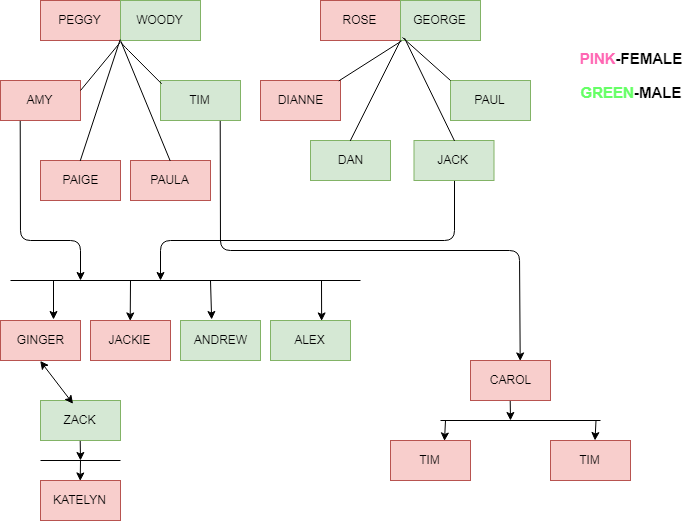 PEGGY WOODY
ROSE GEORGE
PINK-FEMALE
GREEN-MALE
AMY
TIM
DIANNE
PAUL
DAN
JACK
PAIGE
PAULA
GINGER
JACKIE
ANDREW
ALEX
CAROL
ZACK
TIM
TIM
KATELYN